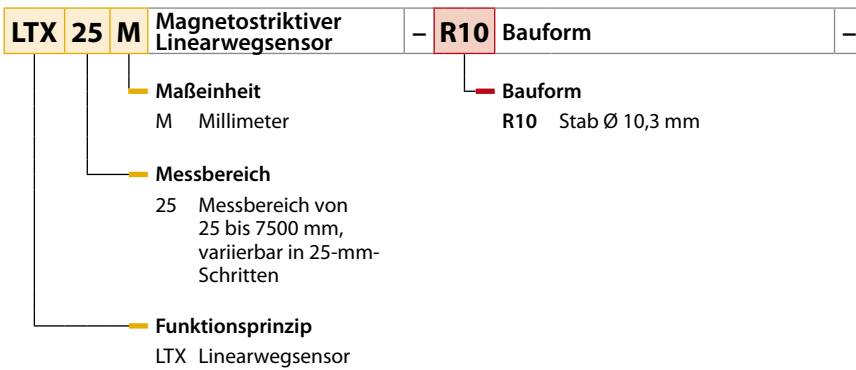 LTX 25 M Magnetostriktiver Linearwegsensor – R10 Bauform –
Maßeinheit
M Millimeter
Bauform
R10 Stab Ø 10,3 mm
Messbereich
25 Messbereich von
25 bis 7500 mm,
variierbar in 25-mm-
Schritten
Funktionsprinzip
LTX Linearwegsensor